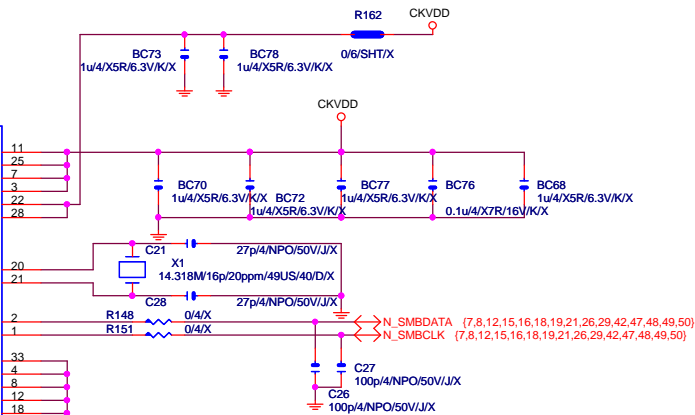 R162 CKVDD
BC73 BC78 0/6/SHT/X
1u/4/X5R/6.3V/K/X 1u/4/X5R/6.3V/K/X
CKVDD
11
25
7
3
22
28
BC70 BC72 BC77 BC76 BC68
1u/4/X5R/6.3V/K/X 1u/4/X5R/6.3V/K/X 1u/4/X5R/6.3V/K/X 0.1u/4/X7R/16V/K/X 1u/4/X5R/6.3V/K/X
C21 27p/4/NPO/50V/J/X
20 X1
21 14.318M/16p/20ppm/49US/40/D/X
C28 27p/4/NPO/50V/J/X
2 R148 0/4/X N_SMBDATA {7,8,12,15,16,18,19,21,26,29,42,47,48,49,50}
1 R151 0/4/X N_SMBCLK {7,8,12,15,16,18,19,21,26,29,42,47,48,49,50}
33
4 C27
8 100p/4/NPO/50V/J/X
12 C26
18 100p/4/NPO/50V/J/X